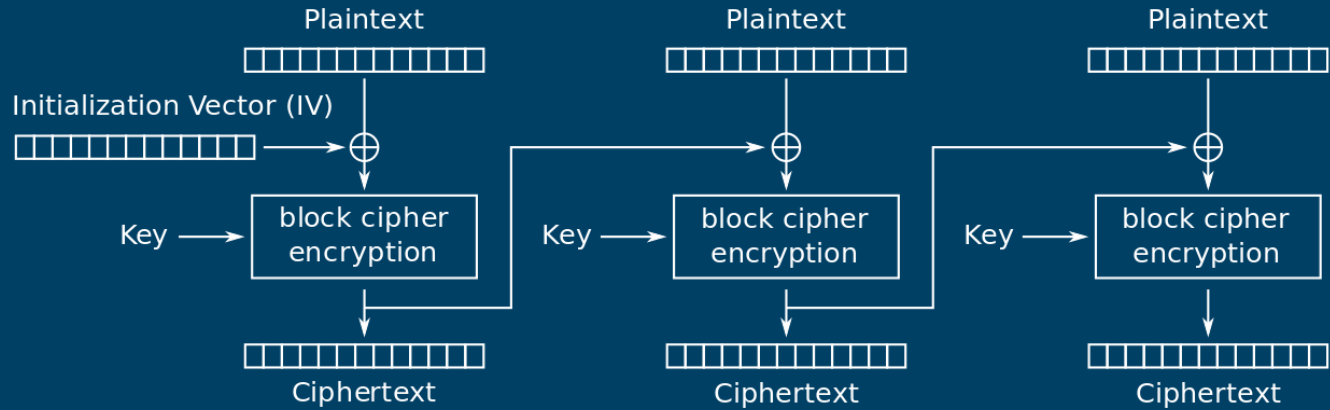 Plaintext
Plaintext
Plaintext
Initialization Vector (IV)
Key
block cipher
encryption
Key
block cipher
encryption
Key
block cipher
encryption
Ciphertext
Ciphertext
Ciphertext